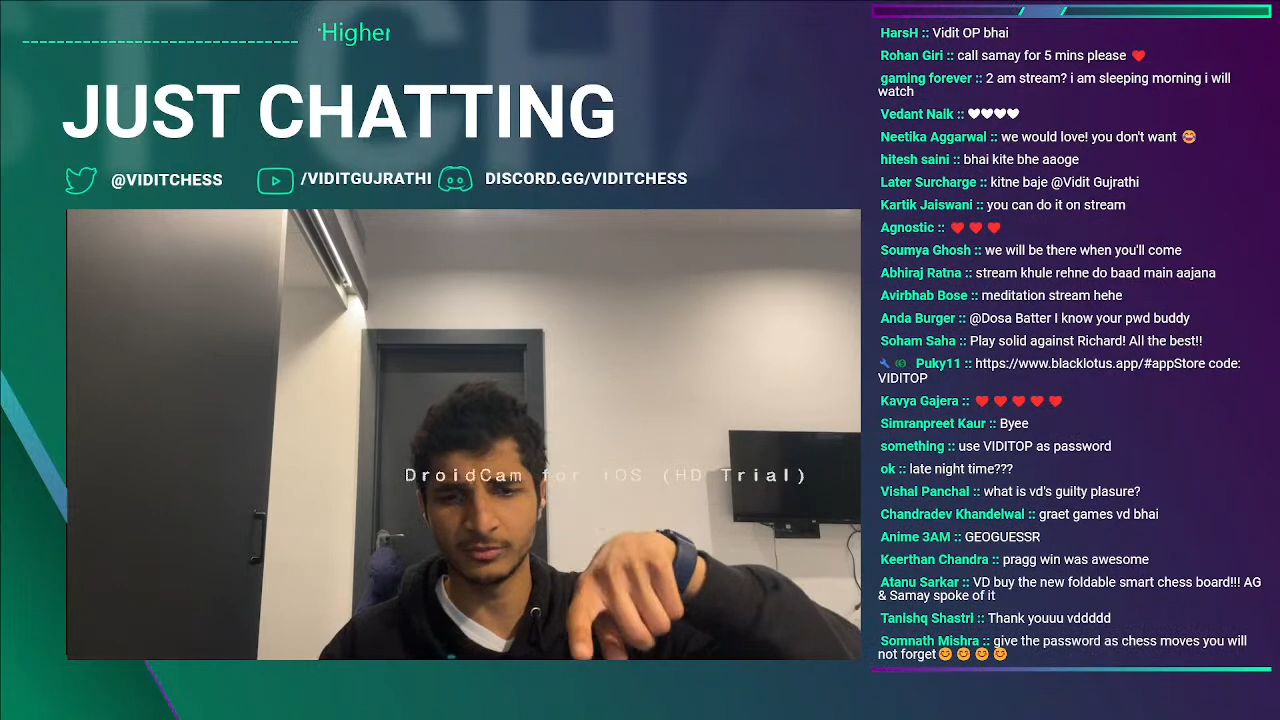 Higher
JUST CHATTING
@VIDITCHESS
/VIDITGUJRATHI
DISCORD.GG/VIDITCHESS
DroidCam for iOS (HD Trial)
HarsH :: Vidit OP bhai
Rohan Giri :: call samay for 5 mins please ❤️
gaming forever :: 2 am stream? i am sleeping morning i will
watch
Vedant Naik :: 🤍🤍🤍🤍
Neetika Aggarwal :: we would love! you don't want 😂
hitesh saini :: bhai kite bhe aaoge
Later Surcharge :: kitne baje @Vidit Gujrathi
Kartik Jaiswani :: you can do it on stream
Agnostic :: ❤️ ❤️ ❤️
Soumya Ghosh :: we will be there when you'll come
Abhiraj Ratna :: stream khule rehne do baad main aajana
Avirbhab Bose :: meditation stream hehe
Anda Burger :: @Dosa Batter I know your pwd buddy
Soham Saha :: Play solid against Richard! All the best!!
Puky11 :: https://www.blacklotus.app/#appStore code:
VIDITOP
Kavya Gajera :: ❤️ ❤️ ❤️ ❤️ ❤️
Simranpreet Kaur :: Byee
something :: use VIDITOP as password
ok :: late night time???
Vishal Panchal :: what is vd's guilty plasure?
Chandradev Khandelwal :: graet games vd bhai
Anime 3AM :: GEOGUESSR
Keerthan Chandra :: pragg win was awesome
Atanu Sarkar :: VD buy the new foldable smart chess board!!! AG
& Samay spoke of it
Tanishq Shastri :: Thank youuu vddddd
Somnath Mishra :: give the password as chess moves you will
not forget😊 😊 😊 😊